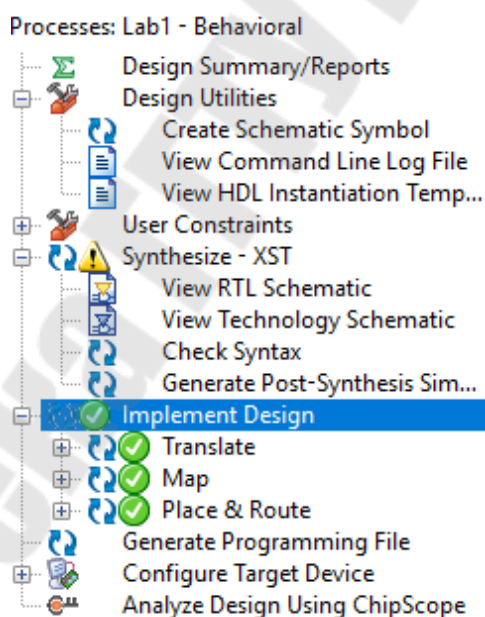 Processes: Lab1 - Behavioral
Design Summary/Reports
Design Utilities
Create Schematic Symbol
View Command Line Log File
View HDL Instantiation Temp...
User Constraints
Synthesize - XST
View RTL Schematic
View Technology Schematic
Check Syntax
Generate Post-Synthesis Sim...
Implement Design
Translate
Map
Place & Route
Generate Programming File
Configure Target Device
Analyze Design Using ChipScope